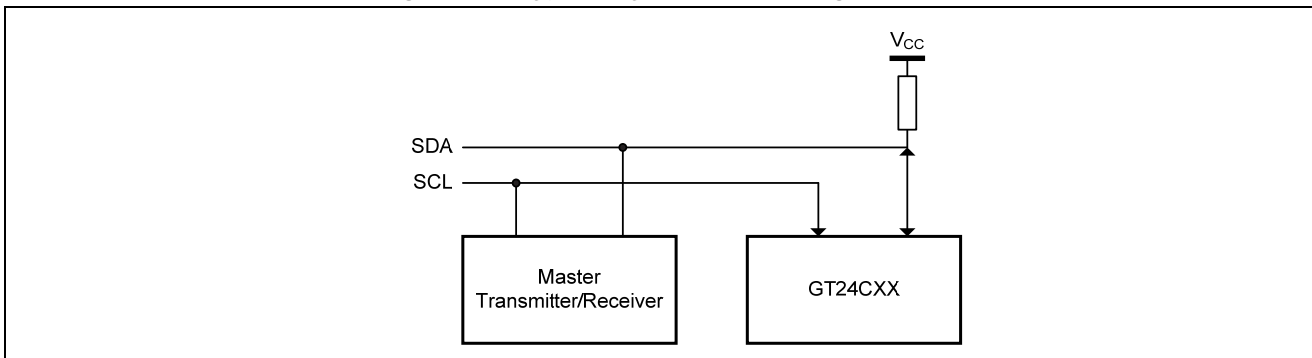 VCC
SDA
SCL
Master
Transmitter/Receiver
GT24CXX